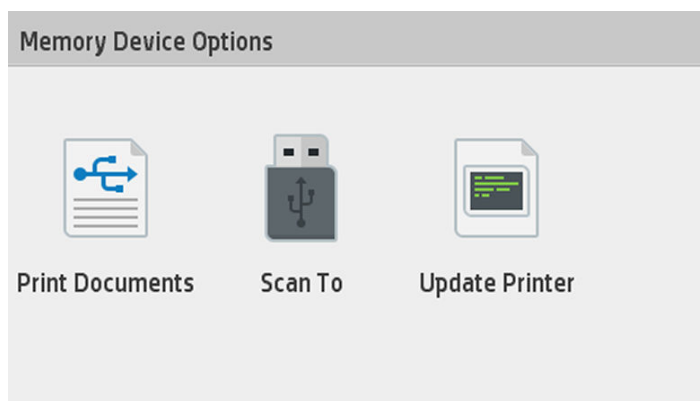 Memory Device Options
Print Documents
Scan To
Update Printer